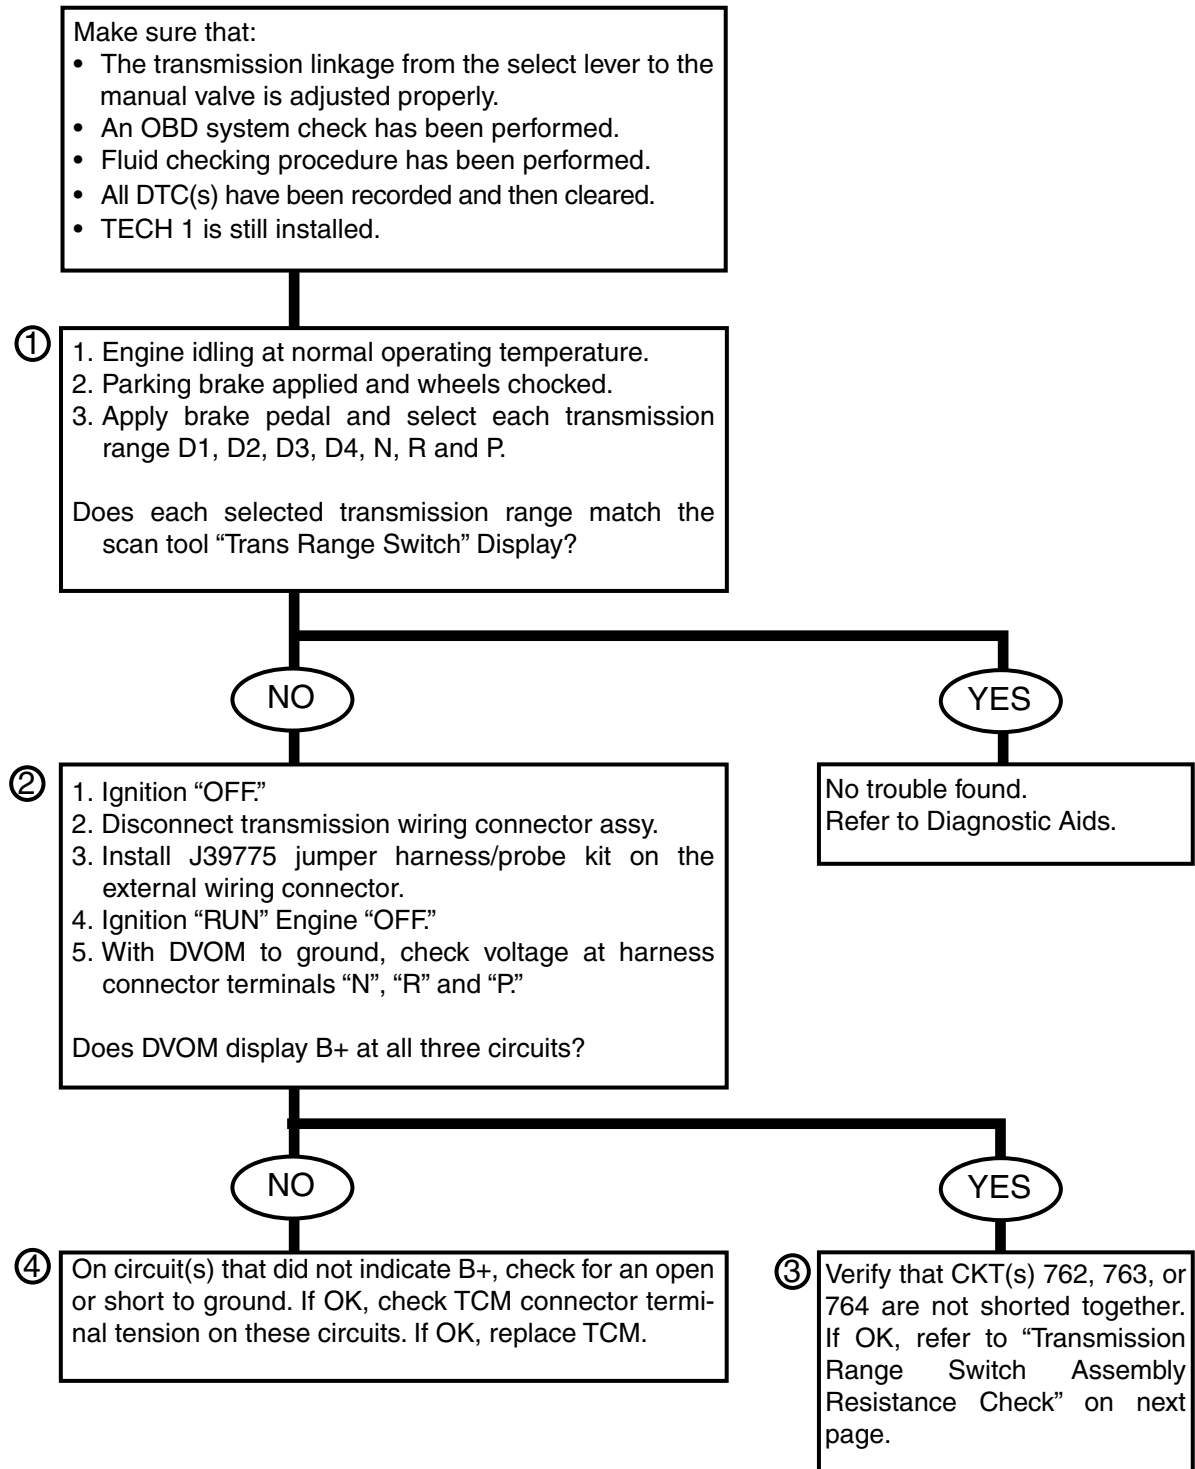 Make sure that:
• The transmission linkage from the select lever to the
manual valve is adjusted properly.
• An OBD system check has been performed.
• Fluid checking procedure has been performed.
• All DTC(s) have been recorded and then cleared.
• TECH 1 is still installed.
①
1. Engine idling at normal operating temperature.
2. Parking brake applied and wheels chocked.
3. Apply brake pedal and select each transmission
range D1, D2, D3, D4, N, R and P.
Does each selected transmission range match the
scan tool “Trans Range Switch” Display?
NO
YES
②
1. Ignition “OFF.”
2. Disconnect transmission wiring connector assy.
3. Install J39775 jumper harness/probe kit on the
external wiring connector.
4. Ignition “RUN” Engine “OFF.”
5. With DVOM to ground, check voltage at harness
connector terminals “N”, “R” and “P.”
Does DVOM display B+ at all three circuits?
No trouble found.
Refer to Diagnostic Aids.
NO
YES
④
On circuit(s) that did not indicate B+, check for an open
or short to ground. If OK, check TCM connector termi-
nal tension on these circuits. If OK, replace TCM.
③
Verify that CKT(s) 762, 763, or
764 are not shorted together.
If OK, refer to “Transmission
Range Switch Assembly
Resistance Check” on next
page.